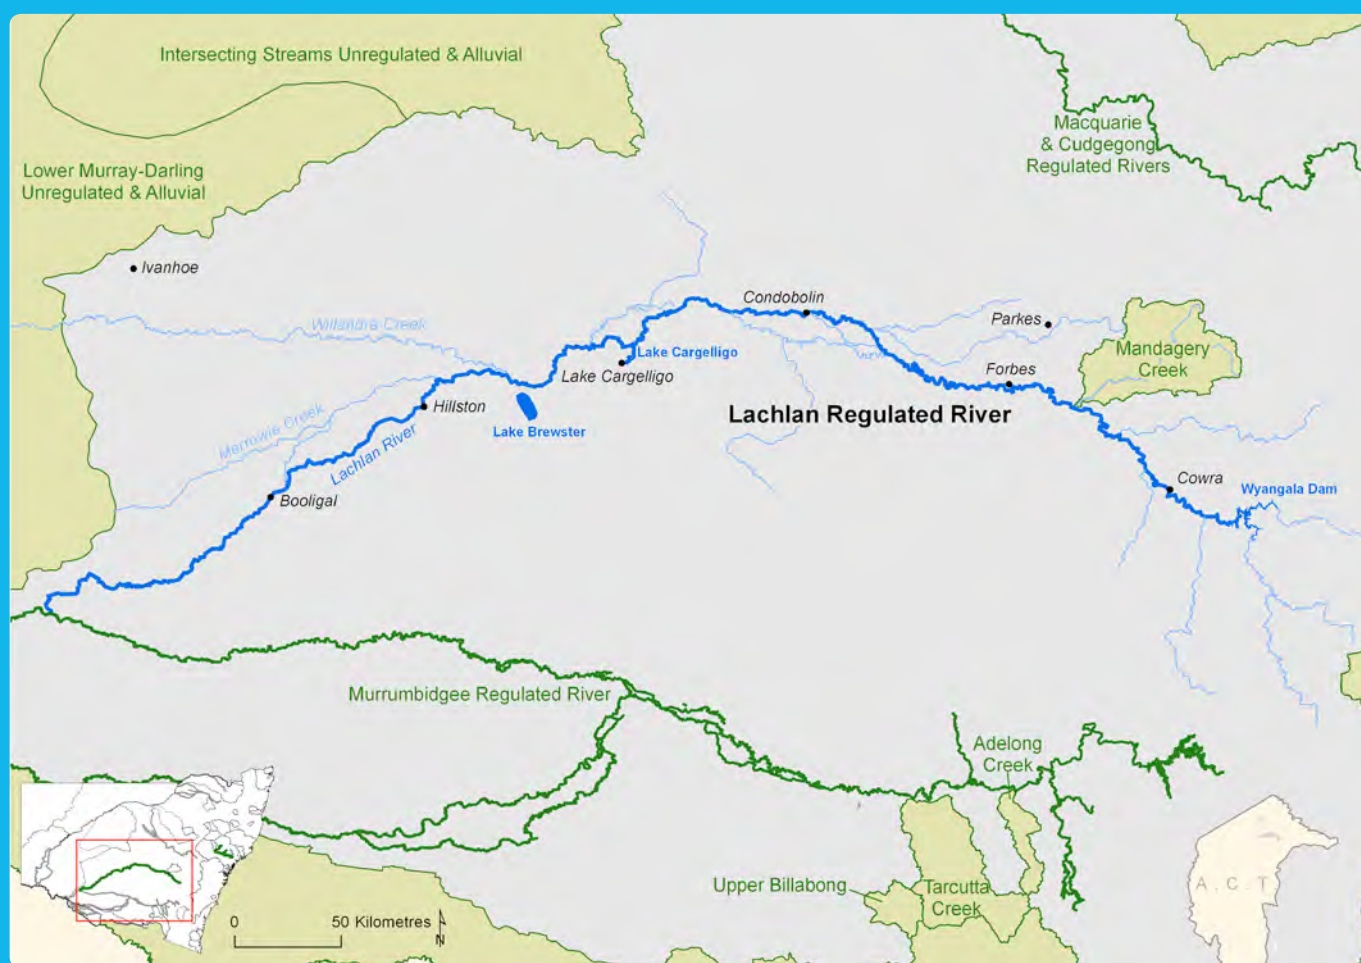 Intersecting Streams Unregulated & Alluvial
Macquarie
& Cudgegong
Regulated Rivers
Lower Murray-Darling
Unregulated & Alluvial
Ivanhoe
Willandra Creek
Condobolin
Parkes
Lake Cargelligo
Lake Cargelligo
Mandagery
Creek
Forbes
Hillston
Merrowie Creek
Lachlan River
Lake Brewster
Lachlan Regulated River
Booligal
Cowra
Wyangala Dam
Murrumbidgee Regulated River
Adelong
Creek
Upper Billabong
Tarcutta
Creek
A . C . T
0
50 Kilometres
N